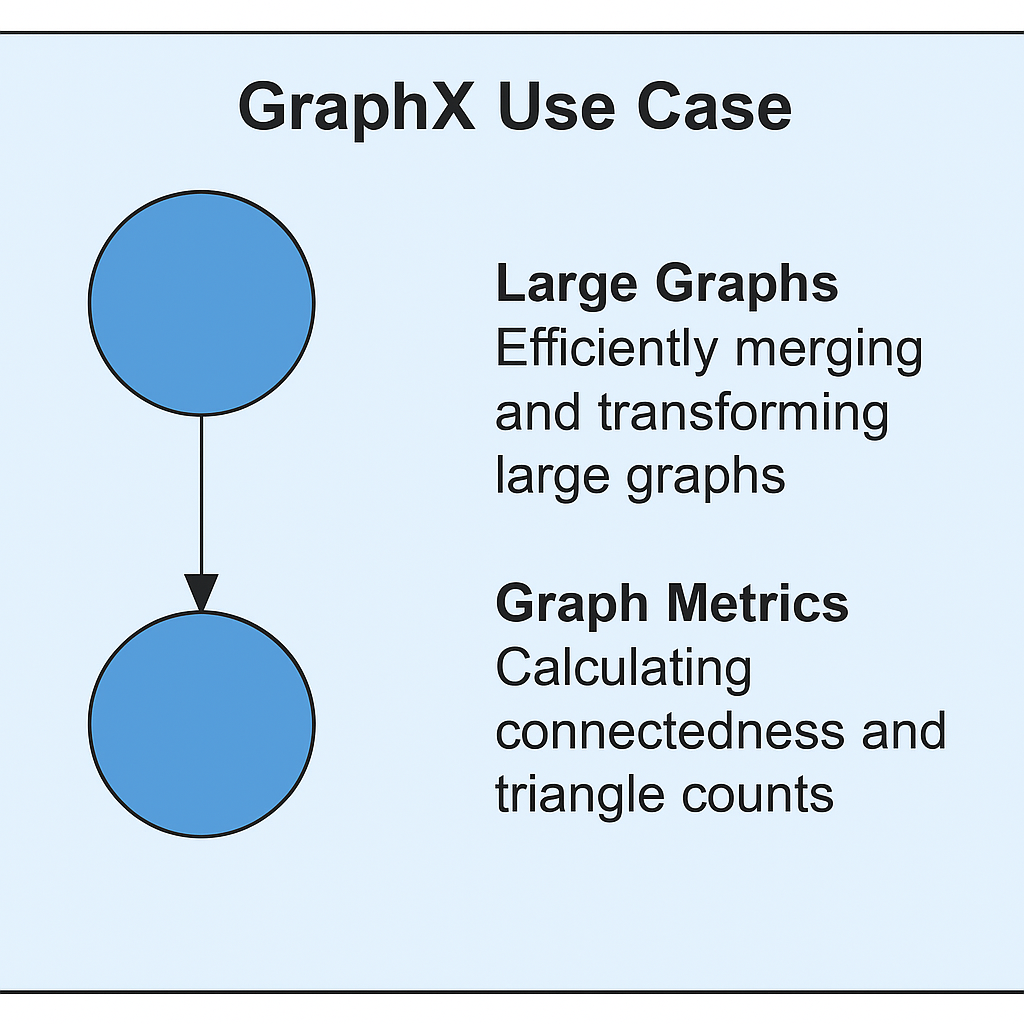 GraphX Use Case
Large Graphs
Efficiently merging
and transforming
large graphs
Graph Metrics
Calculating
connectedness and
triangle counts